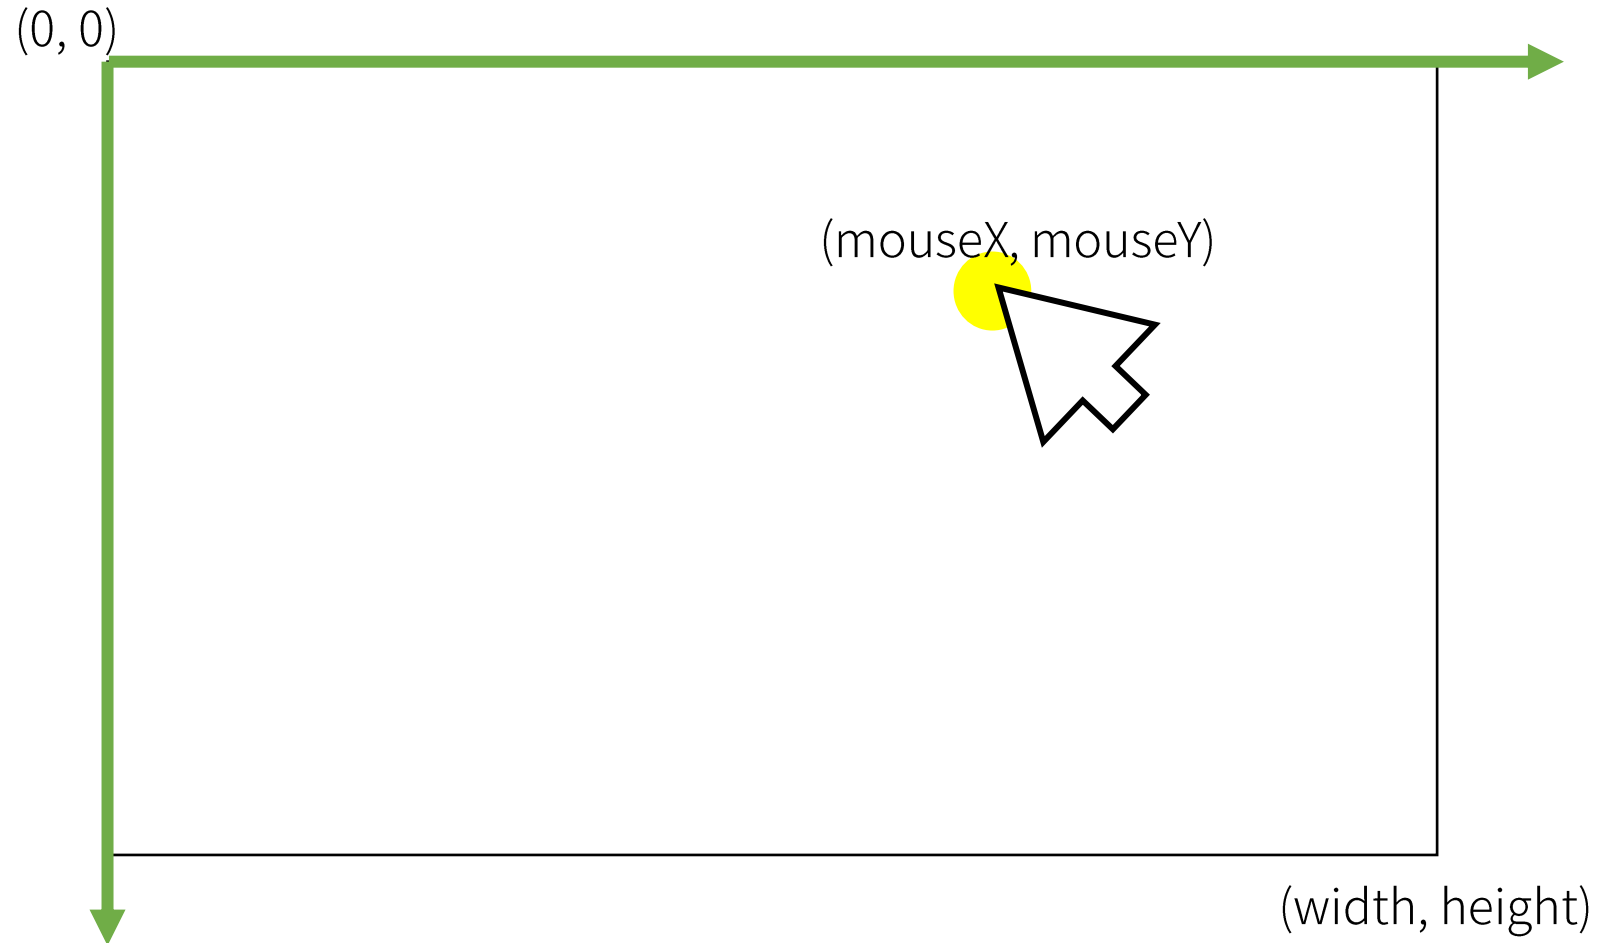 (0, 0)
(mouseX, mouseY)
(width, height)